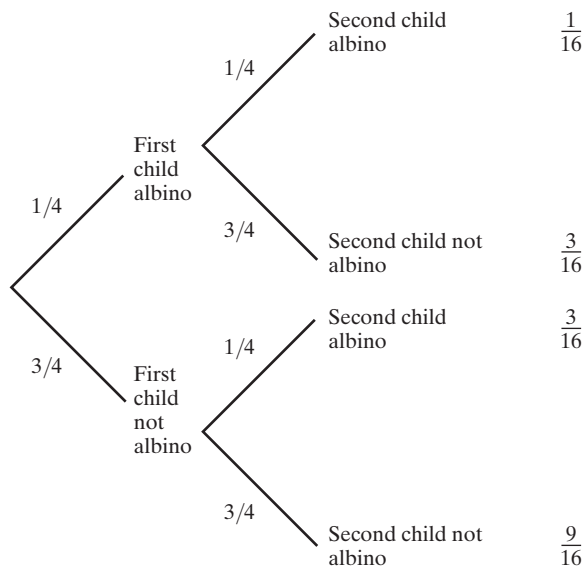 Second child
albino
1/16
1/4
First
child
albino
1/4
3/4
Second child not
albino
3/16
Second child
albino
3/16
1/4
3/4
First
child
not
albino
3/4
Second child not
albino
9/16